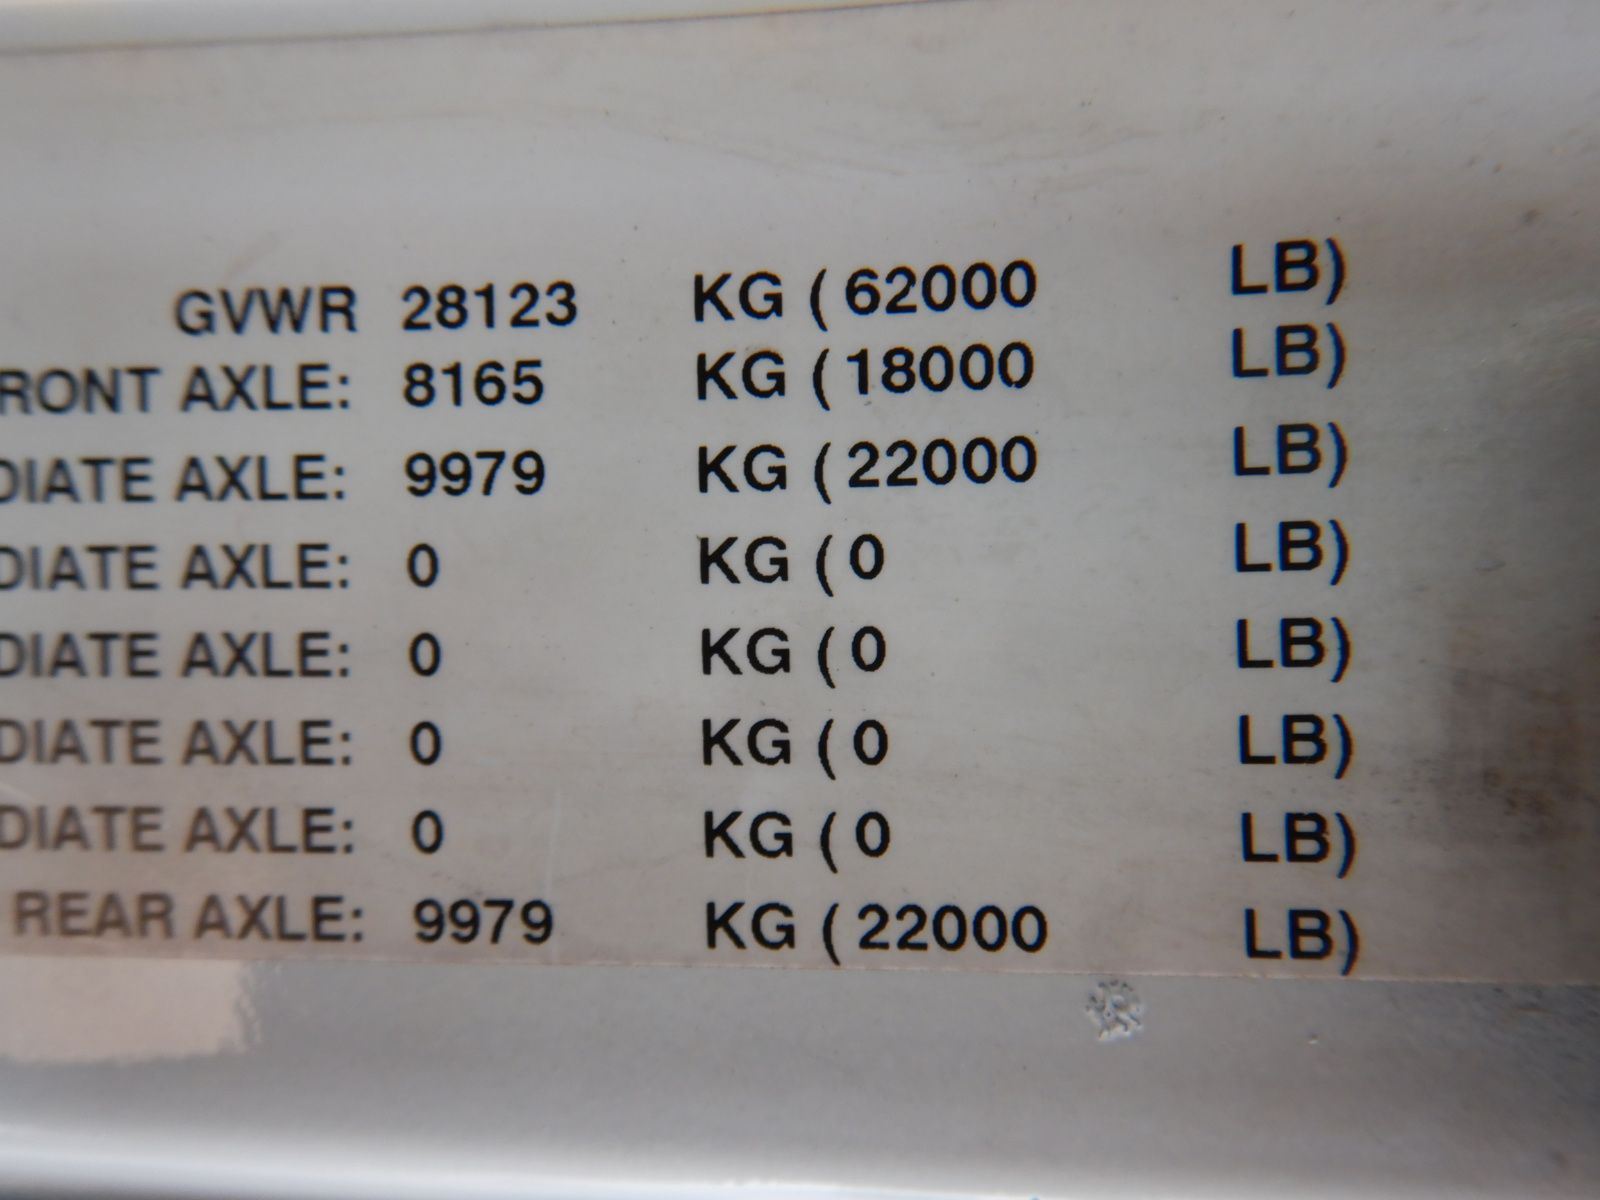 GVWR 28123 KG (62000 LB)
RONT AXLE: 8165 KG (18000 LB)
DIATE AXLE: 9979 KG (22000 LB)
DIATE AXLE: 0 KG (0 LB)
DIATE AXLE: 0 KG (0 LB)
DIATE AXLE: 0 KG (0 LB)
DIATE AXLE: 0 KG (0 LB)
REAR AXLE: 9979 KG (22000 LB)